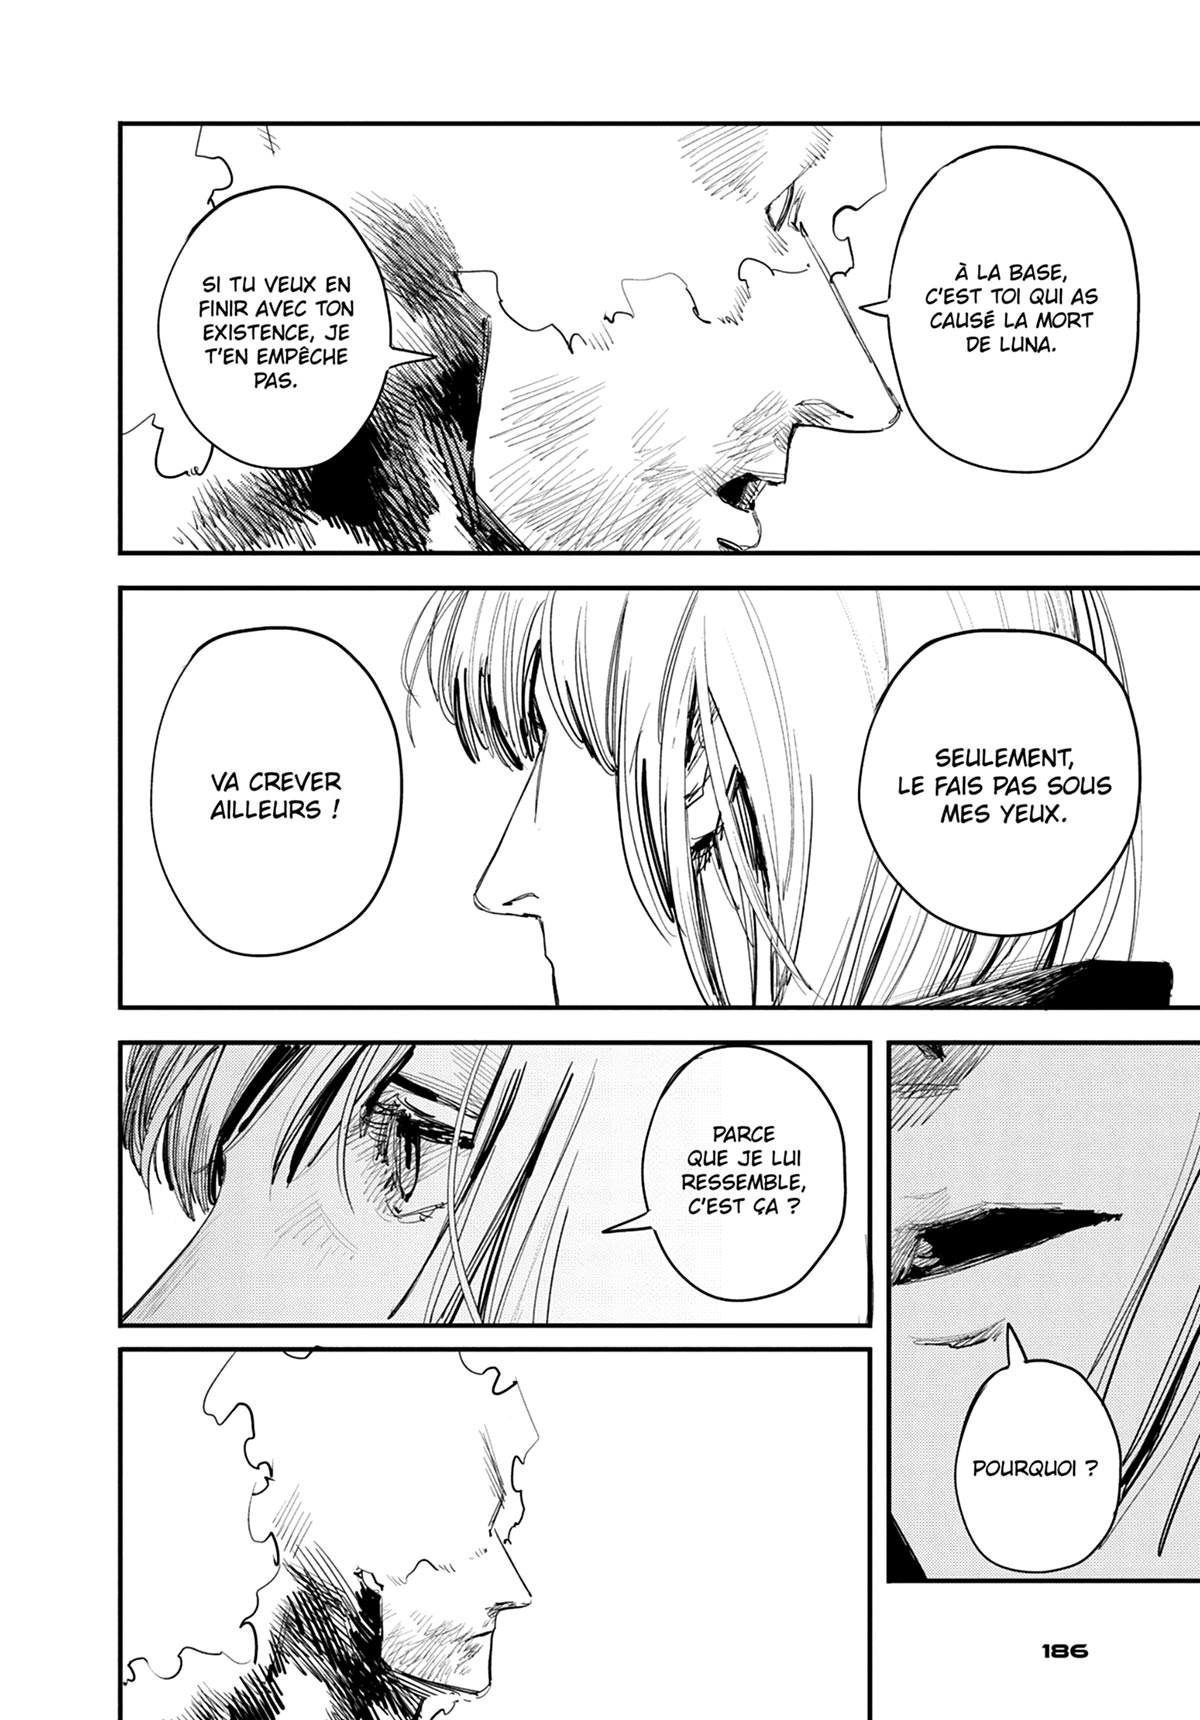 À LA BASE,
C'EST TOI QUI AS
CAUSÉ LA MORT
DE LUNA.
SI TU VEUX EN
FINIR AVEC TON
EXISTENCE, JE
T'EN EMPÊCHE
PAS.
SEULEMENT,
LE FAIS PAS SOUS
MES YEUX.
VA CREVER
AILLEURS !
POURQUOI ?
PARCE
QUE JE LUI
RESSEMBLE,
C'EST ÇA ?
186